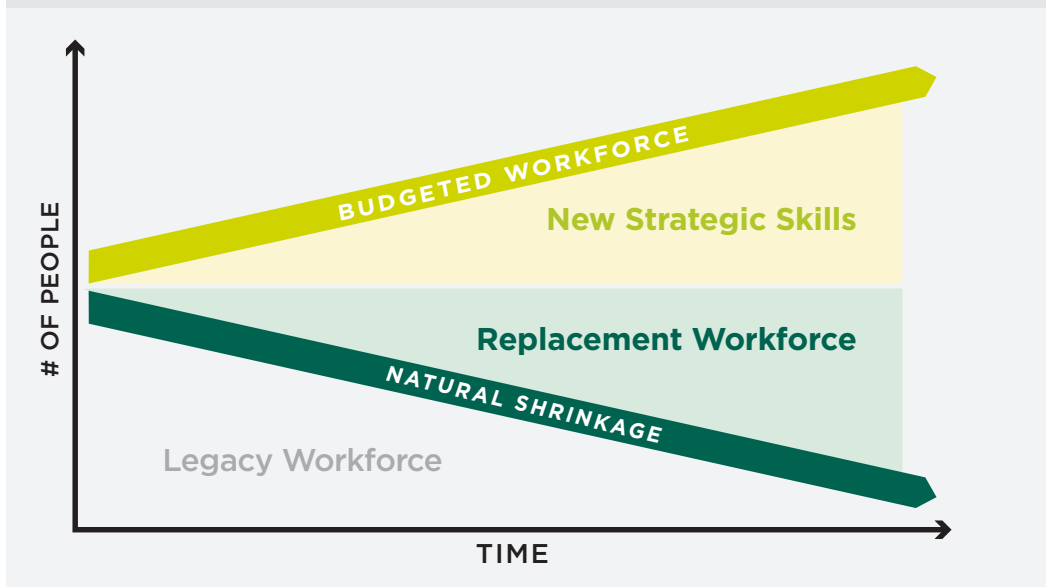 # OF PEOPLE
BUDGETED WORKFORCE
New Strategic Skills
Replacement Workforce
NATURAL SHRINKAGE
Legacy Workforce
TIME